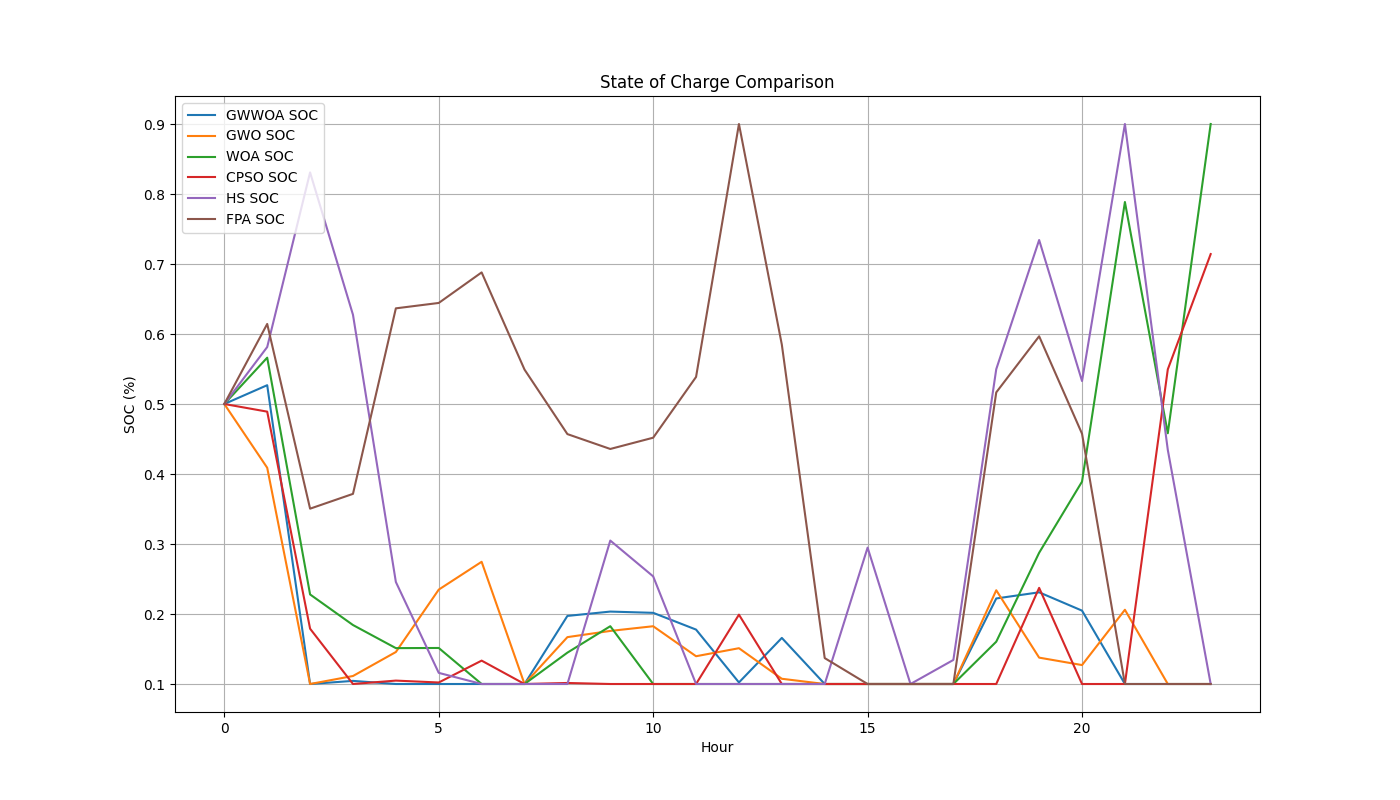 State of Charge Comparison
GWWOA SOC
GWO SOC
WOA SOC
CPSO SOC
HS SOC
FPA SOC
SOC (%)
0.9
0.8
0.7
0.6
0.5
0.4
0.3
0.2
0.1
0 5 10 15 20
Hour